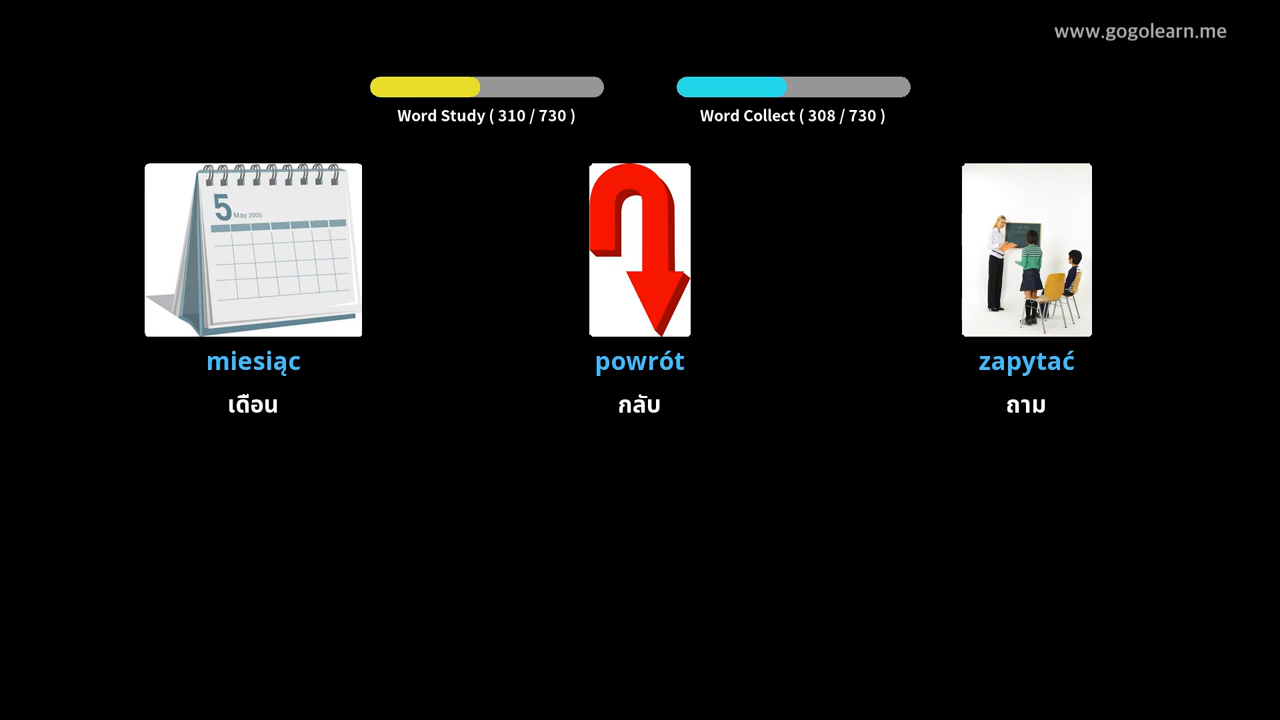 www.gogolearn.me
Word Study ( 310 / 730 )
Word Collect ( 308 / 730 )
5 May 2005
miesiąc
powrót
zapytać
เดือน
กลับ
ถาม